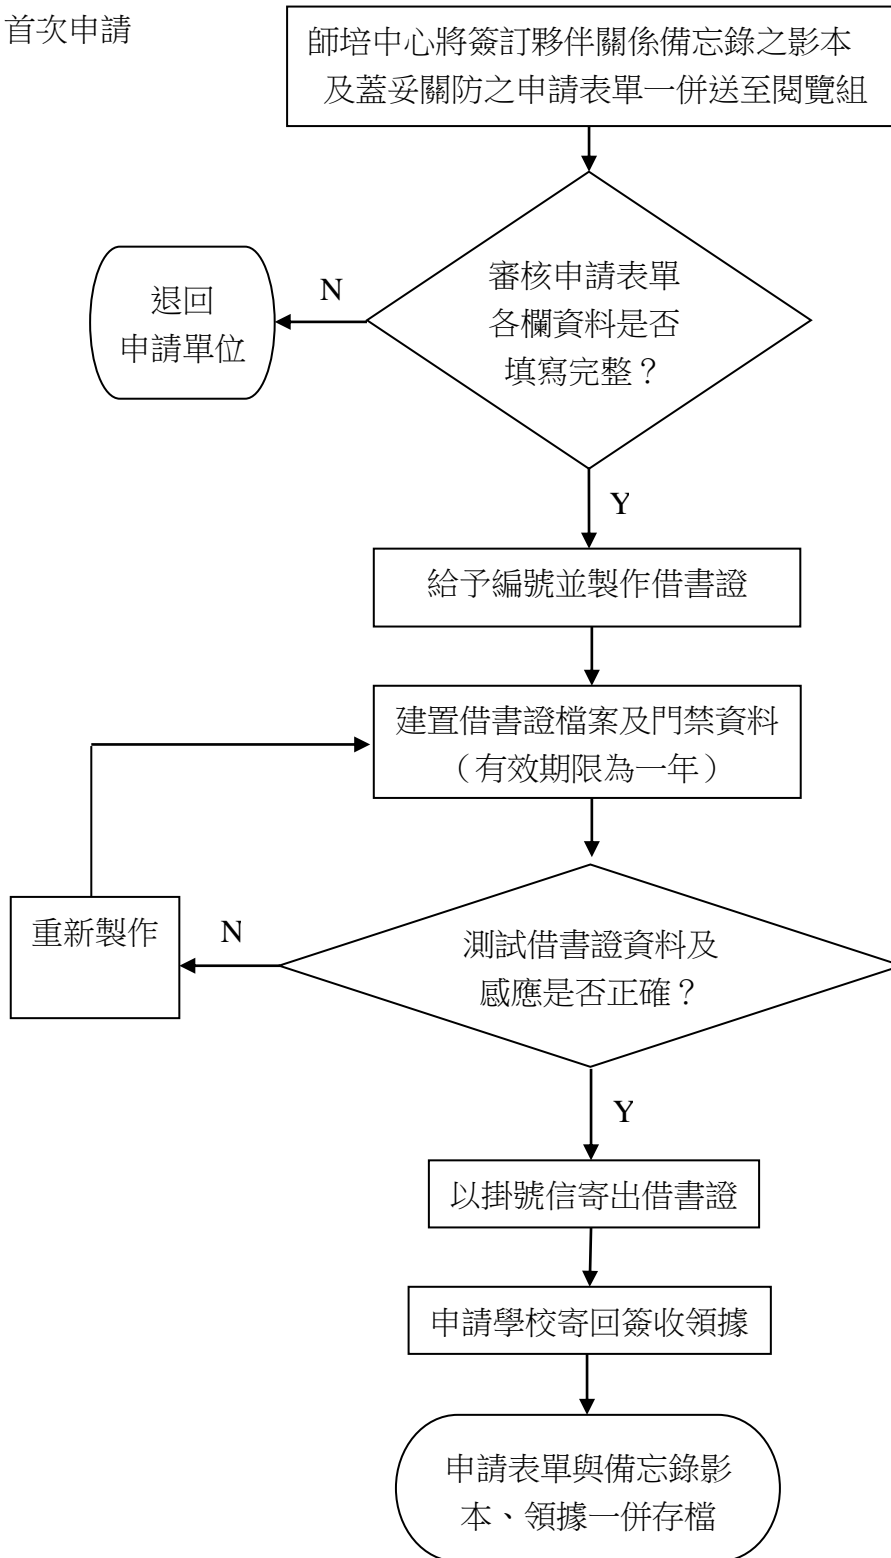 首次申請
師培中心將簽訂夥伴關係備忘錄之影本
及蓋妥關防之申請表單一併送至閱覽組
審核申請表單
各欄資料是否
填寫完整？
N
退回
申請單位
Y
給予編號並製作借書證
建置借書證檔案及門禁資料
（有效期限為一年）
測試借書證資料及
感應是否正確？
N
重新製作
Y
以掛號信寄出借書證
申請學校寄回簽收領據
申請表單與備忘錄影
本、領據一併存檔